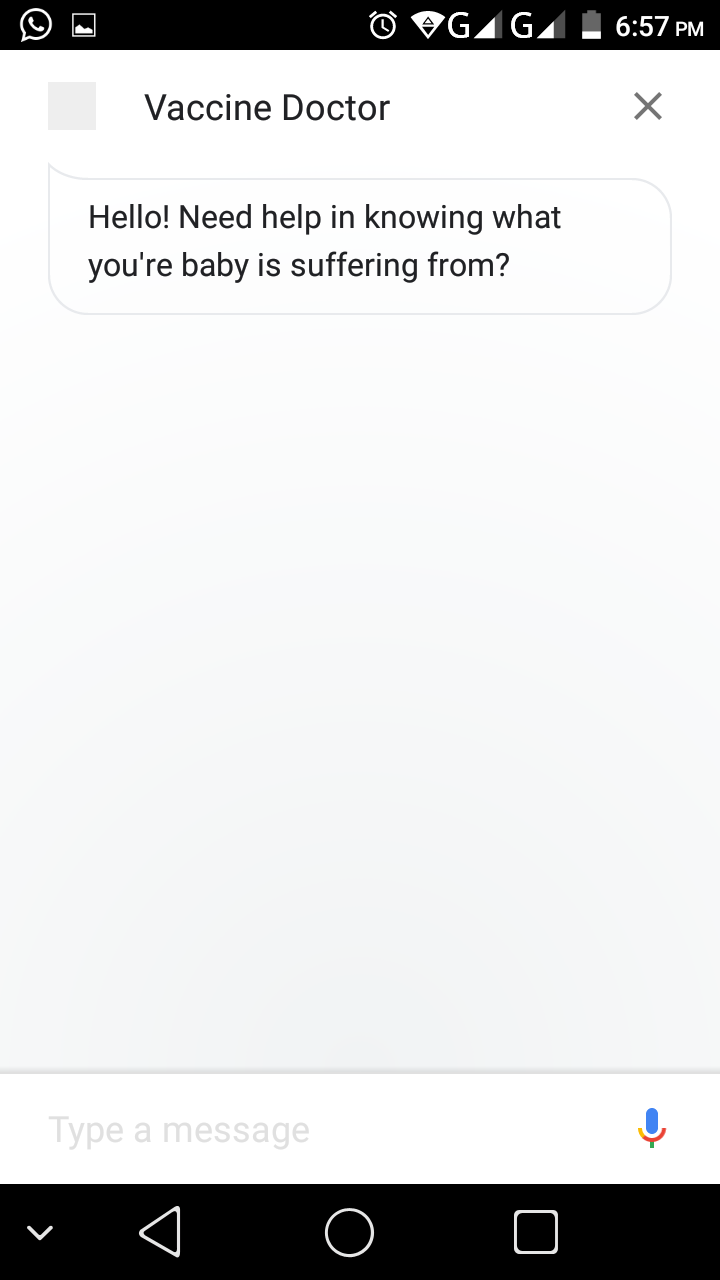 G G 6:57 PM
Vaccine Doctor
Hello! Need help in knowing what
you're baby is suffering from?
Type a message